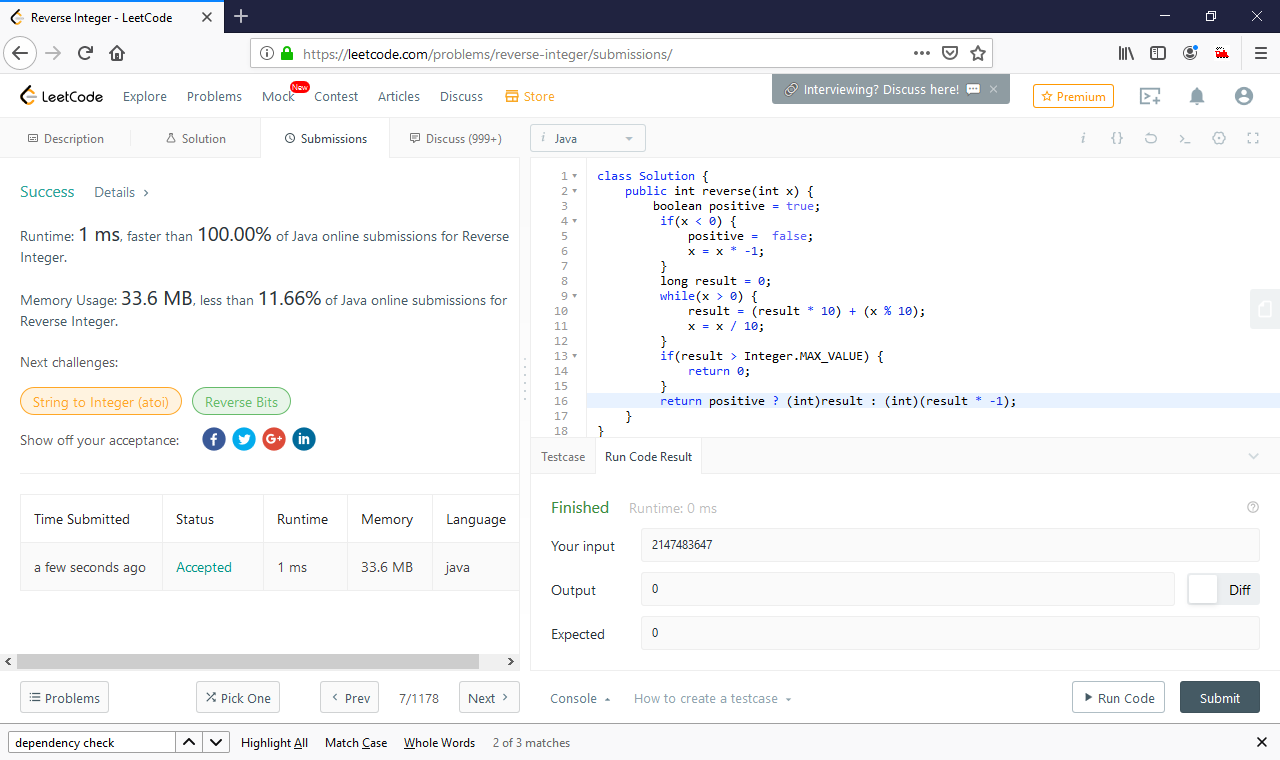 Reverse Integer - LeetCode
https://leetcode.com/problems/reverse-integer/submissions/
LeetCode Explore Problems Mock New Contest Articles Discuss Store Interviewing? Discuss here! Premium
Description Solution Submissions Discuss (999+) i Java
Success Details
Runtime: 1 ms, faster than 100.00% of Java online submissions for Reverse
Integer.
Memory Usage: 33.6 MB, less than 11.66% of Java online submissions for
Reverse Integer.
Next challenges:
String to Integer (atoi) Reverse Bits
Show off your acceptance:
Time Submitted Status Runtime Memory Language
a few seconds ago Accepted 1 ms 33.6 MB java
1 class Solution {
2 public int reverse(int x) {
3 boolean positive = true;
4 if(x < 0) {
5 positive =  false;
6 x = x * -1;
7 }
8 long result = 0;
9 while(x > 0) {
10 result = (result * 10) + (x % 10);
11 x = x / 10;
12 }
13 if(result > Integer.MAX_VALUE) {
14 return 0;
15 }
16 return positive ? (int)result : (int)(result * -1);
17 }
18 }
Testcase Run Code Result
Finished Runtime: 0 ms
Your input 2147483647
Output 0 Diff
Expected 0
Problems Pick One Prev 7/1178 Next Console How to create a testcase Run Code Submit
dependency check Highlight All Match Case Whole Words 2 of 3 matches